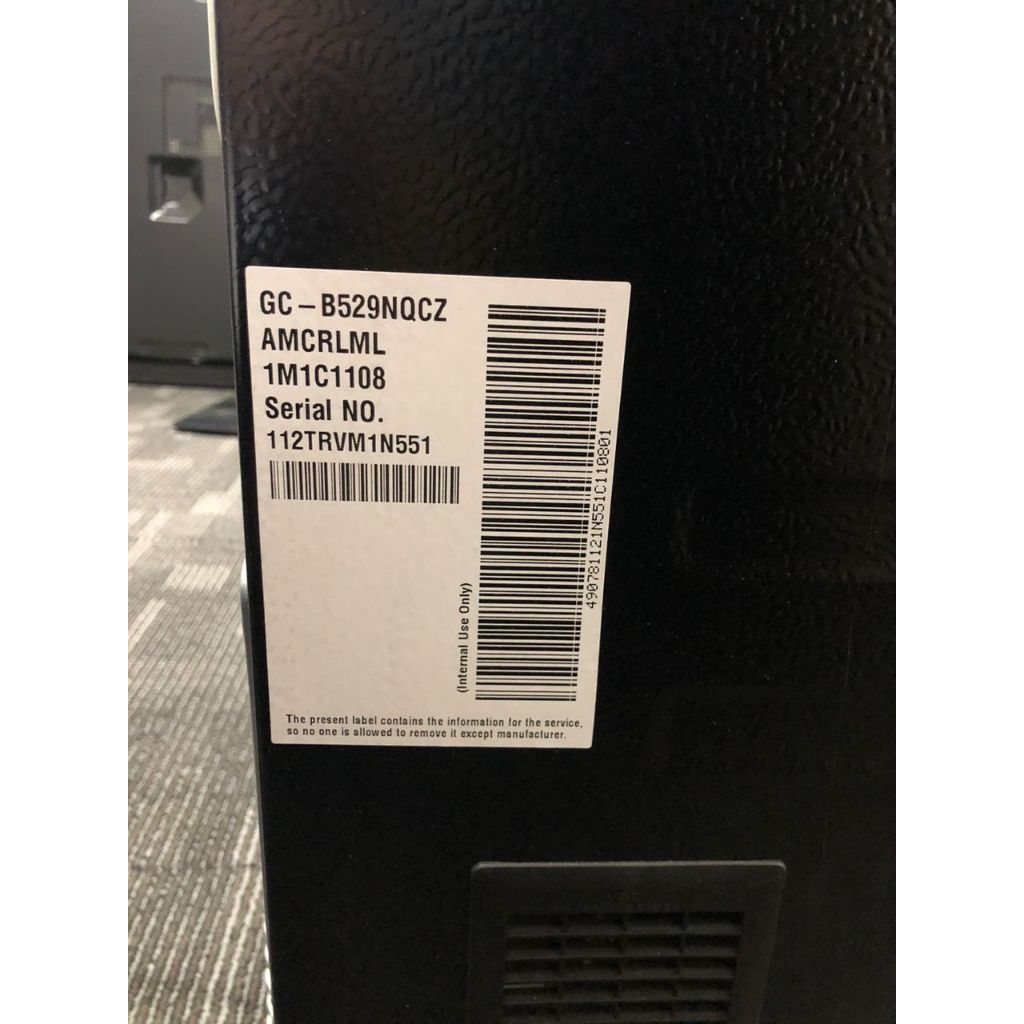 GC-B529NQCZ
AMCRLML
1M1C1108
Serial NO.
112TRVM1N551
490781121N551C110801
(Internal Use Only)
The present label contains the information for the service,
so no one is allowed to remove it except manufacturer.